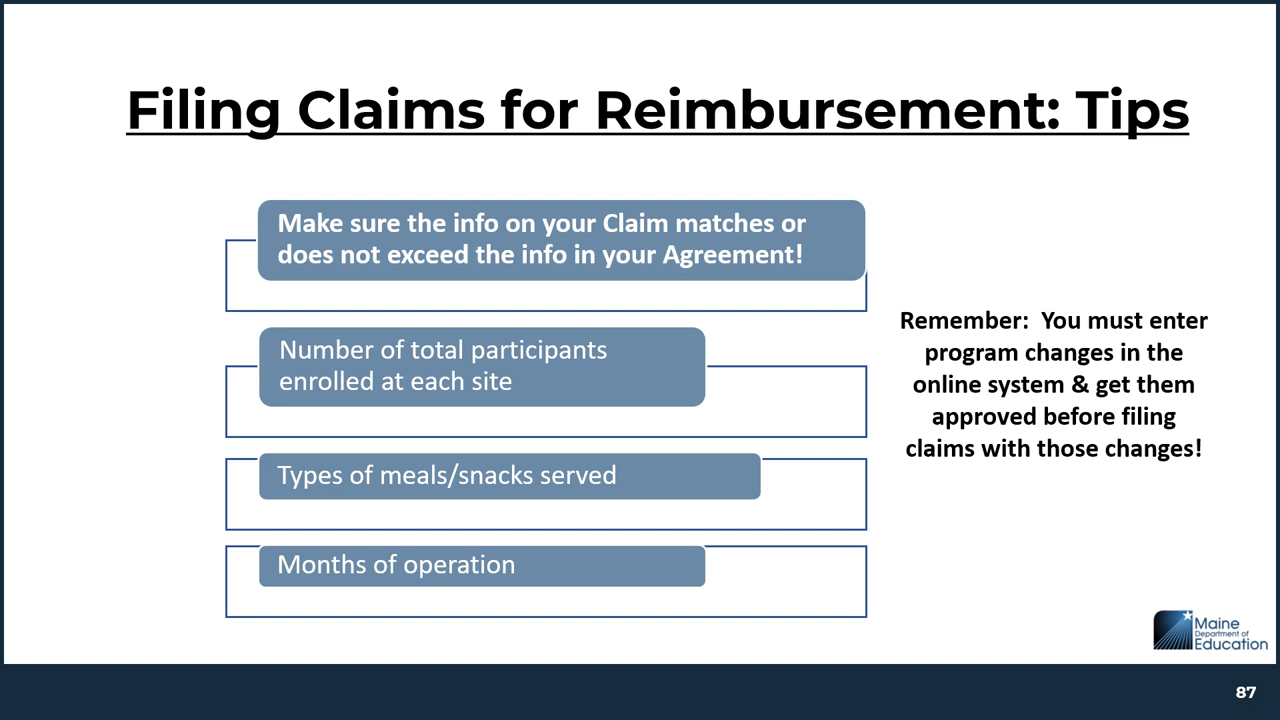 Filing Claims for Reimbursement: Tips
Make sure the info on your Claim matches or
does not exceed the info in your Agreement!
Number of total participants
enrolled at each site
Types of meals/snacks served
Months of operation
Remember:  You must enter
program changes in the
online system & get them
approved before filing
claims with those changes!
Maine
Department of
Education
87